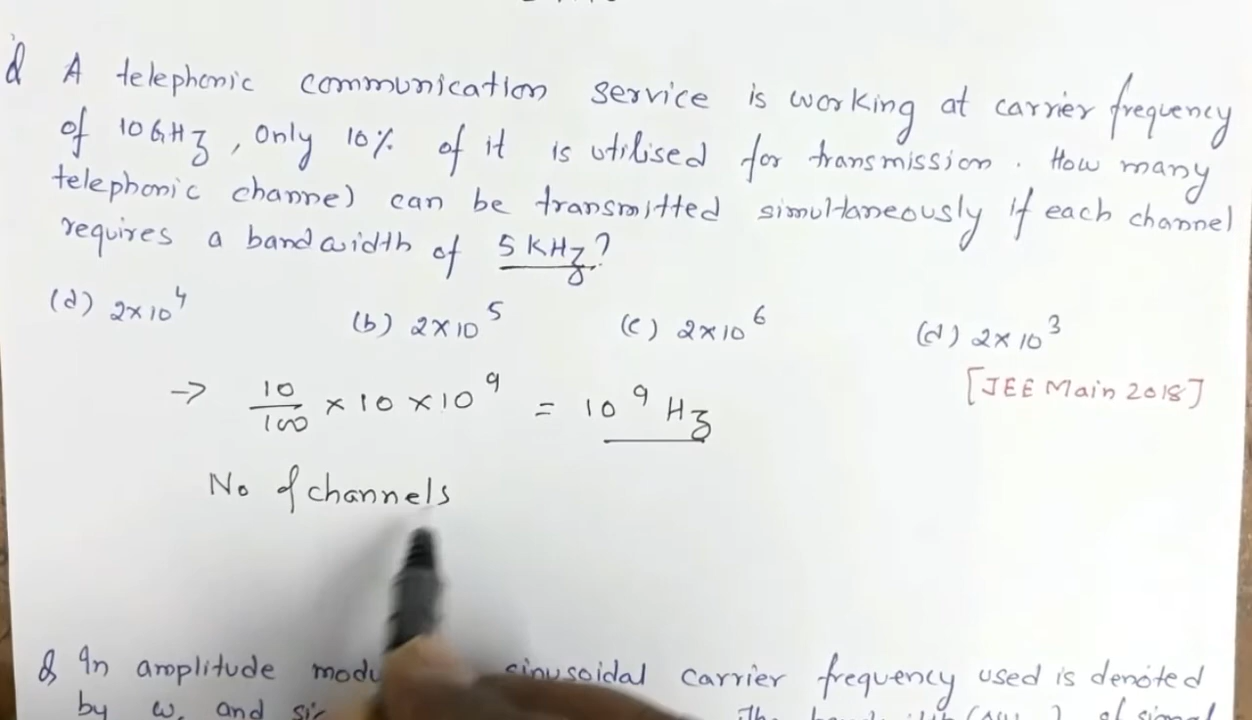 Q A telephonic communication service is working at carrier frequency
of 10 GHz, only 10% of it is utilised for transmission. How many
telephonic channel can be transmitted simultaneously if each channel
requires a bandwidth of 5 KHz?
(a) 2×10⁴ (b) 2×10⁵ (c) 2×10⁶ (d) 2×10³
[JEE Main 2018]
→ 10/100 × 10 × 10⁹ = 10⁹ Hz
No of channels
Q In amplitude sinusoidal carrier frequency used is denoted
by and of signal